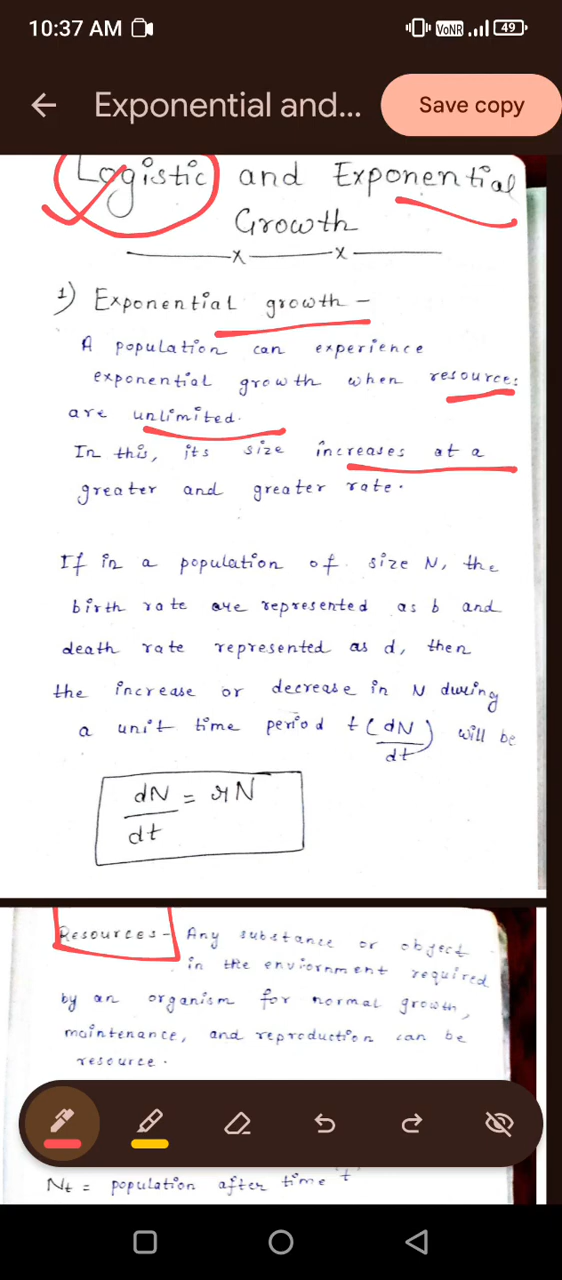 10:37 AM
VoNR
49
Exponential and...
Save copy
Logistic and Exponential
Growth
x x
1) Exponential growth -
A population can experience
exponential growth when resources
are unlimited.
In this, its size increases at a
greater and greater rate.
If in a population of size N, the
birth rate are represented as b and
death rate represented as d, then
the increase or decrease in N during
a unit time period t (dN/dt) will be
dN/dt = rN
Resources - Any substance or object
in the enviornment required
by an organism for normal growth,
maintenance, and reproduction can be
resource.
Nt = population after time 't'